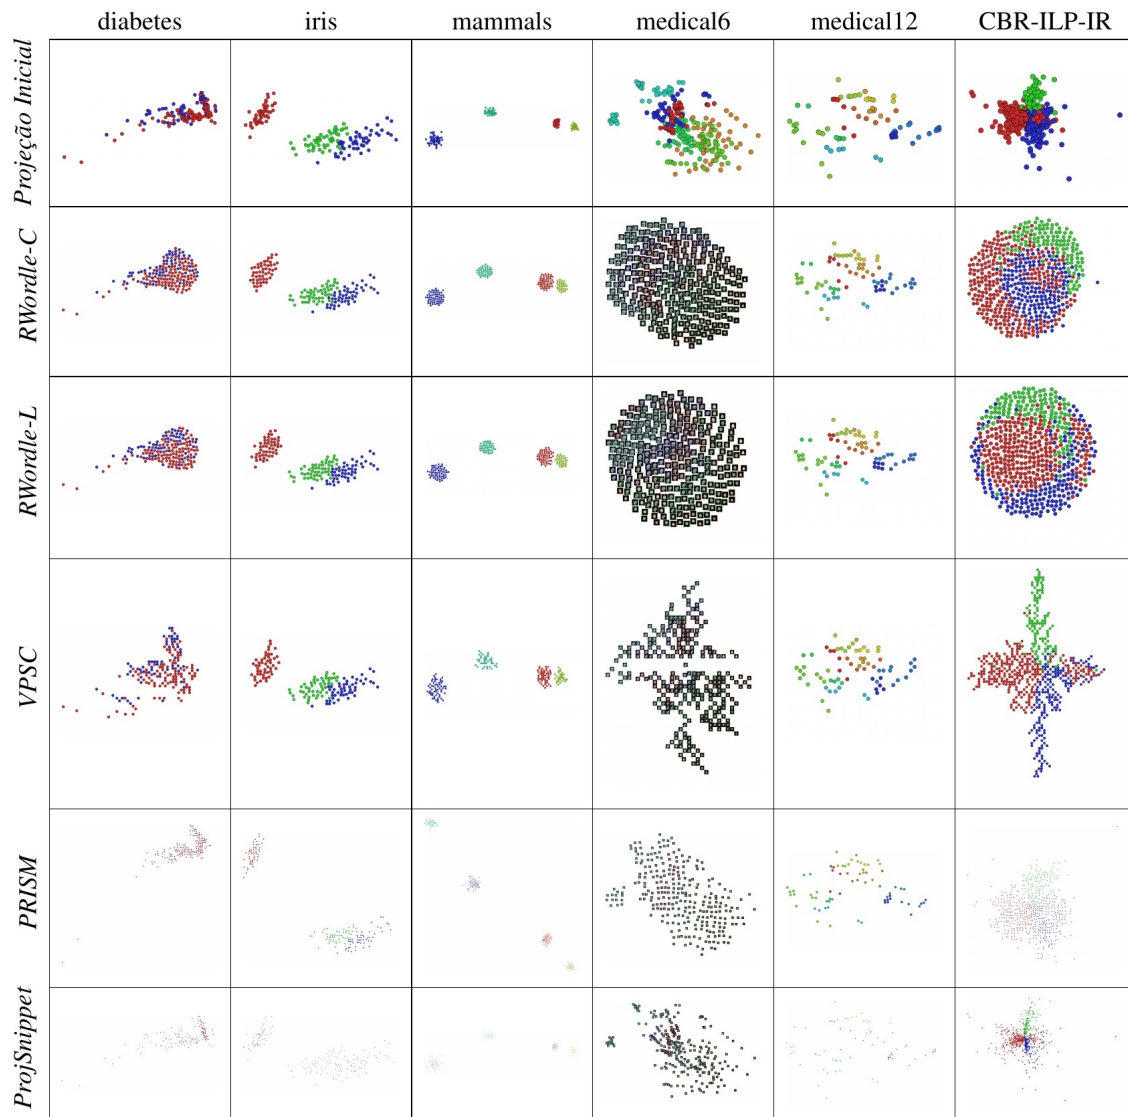 diabetes iris mammals medical6 medical12 CBR-ILP-IR
Projeção Inicial
RWordle-C
RWordle-L
VPSC
PRISM
ProjSnippet